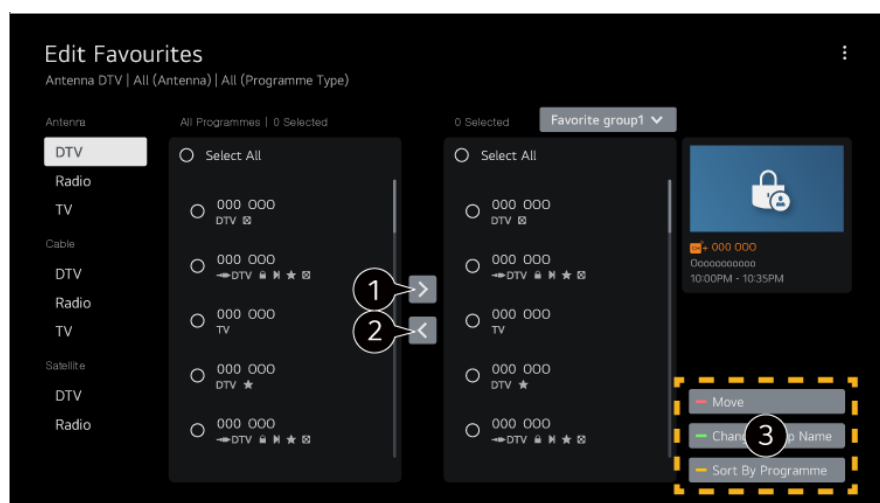 Edit Favourites
Antenna DTV | All (Antenna) | All (Programme Type)
Antenna
DTV
Radio
TV
Cable
DTV
Radio
TV
Satellite
DTV
Radio
All Programmes | 0 Selected
Select All
000 000
DTV
000 000
DTV
000 000
TV
000 000
DTV
000 000
DTV
1
2
0 Selected
Favorite group1
Select All
000 000
DTV
000 000
DTV
000 000
TV
000 000
DTV
000 000
DTV
CH+ 000 000
Ooooooooooo
10:00PM - 10:35PM
Move
3
Name
Sort By Programme